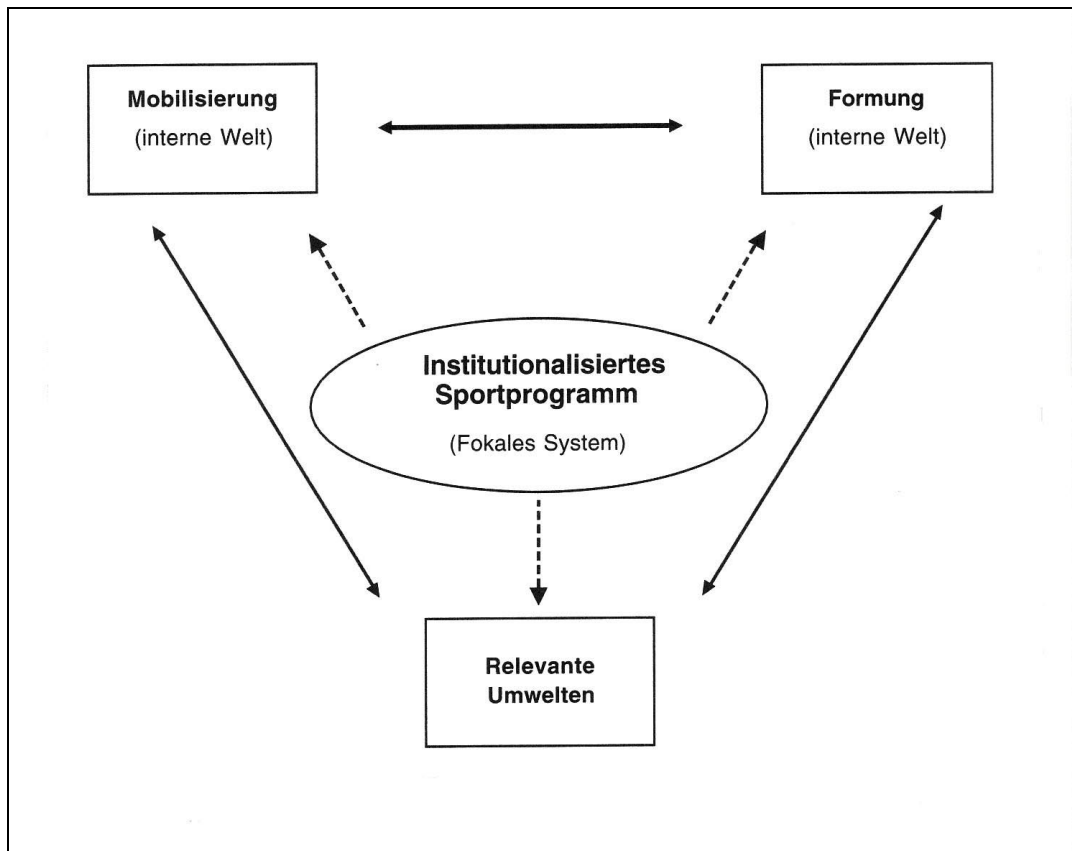 Mobilisierung
(interne Welt)
Formung
(interne Welt)
Institutionalisiertes
Sportprogramm
(Fokales System)
Relevante
Umwelten